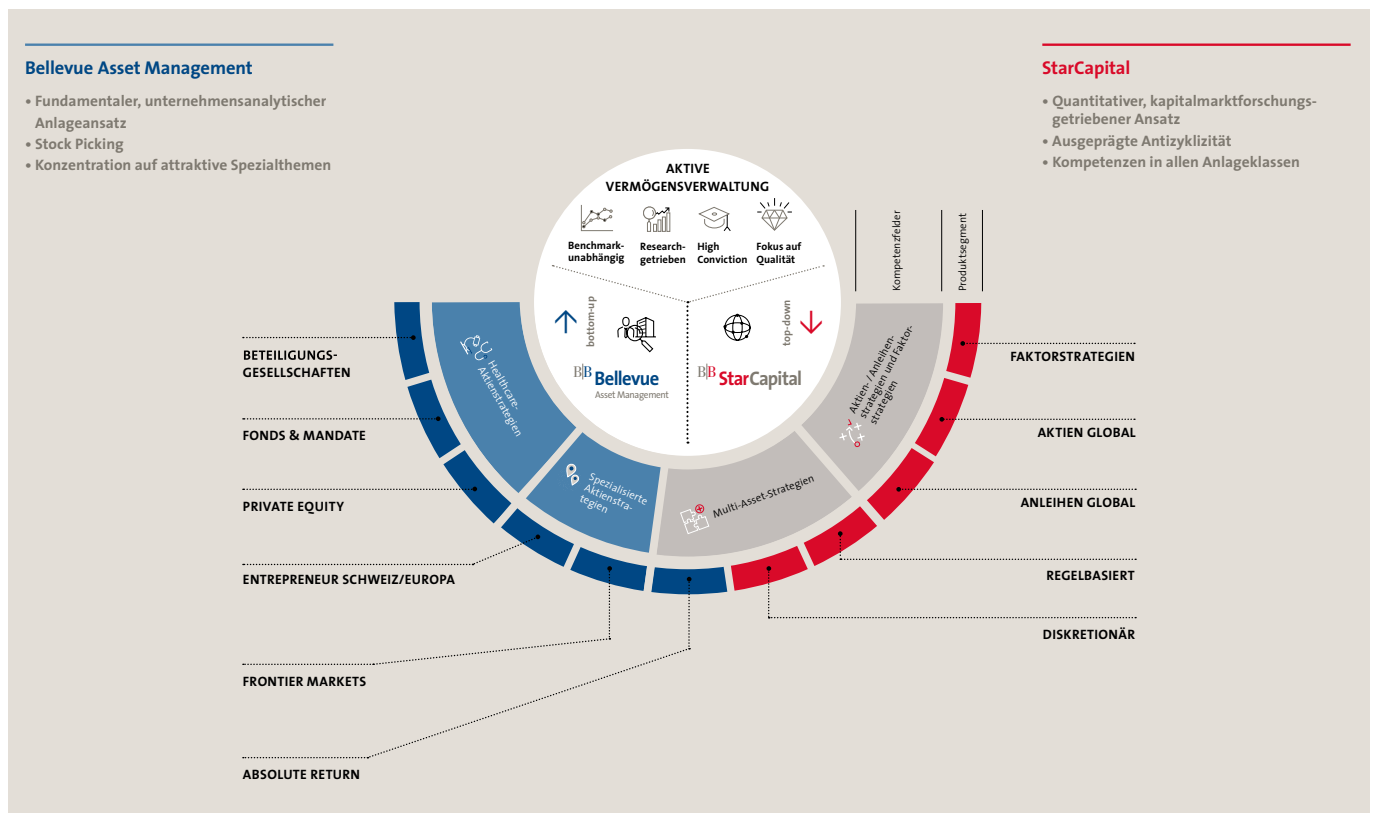 Bellevue Asset Management
• Fundamentaler, unternehmensanalytischer
Anlageansatz
• Stock Picking
• Konzentration auf attraktive Spezialthemen
StarCapital
• Quantitativer, kapitalmarktforschungs-
getriebener Ansatz
• Ausgeprägte Antizyklizität
• Kompetenzen in allen Anlageklassen
AKTIVE
VERMÖGENSVERWALTUNG
Benchmark-
unabhängig
Research-
getrieben
High
Conviction
Fokus auf
Qualität
bottom-up
top-down
B|B Bellevue
Asset Management
B|B StarCapital
Kompetenzfelder
Produktsegment
Healthcare-
Aktienstrategien
Spezialisierte
Aktienstra-
tegien
Multi-Asset-Strategien
Aktien- / Anleihen-
strategien und Faktor-
strategien
BETEILIGUNGS-
GESELLSCHAFTEN
FONDS & MANDATE
PRIVATE EQUITY
ENTREPRENEUR SCHWEIZ/EUROPA
FRONTIER MARKETS
ABSOLUTE RETURN
FAKTORSTRATEGIEN
AKTIEN GLOBAL
ANLEIHEN GLOBAL
REGELBASIERT
DISKRETIONÄR